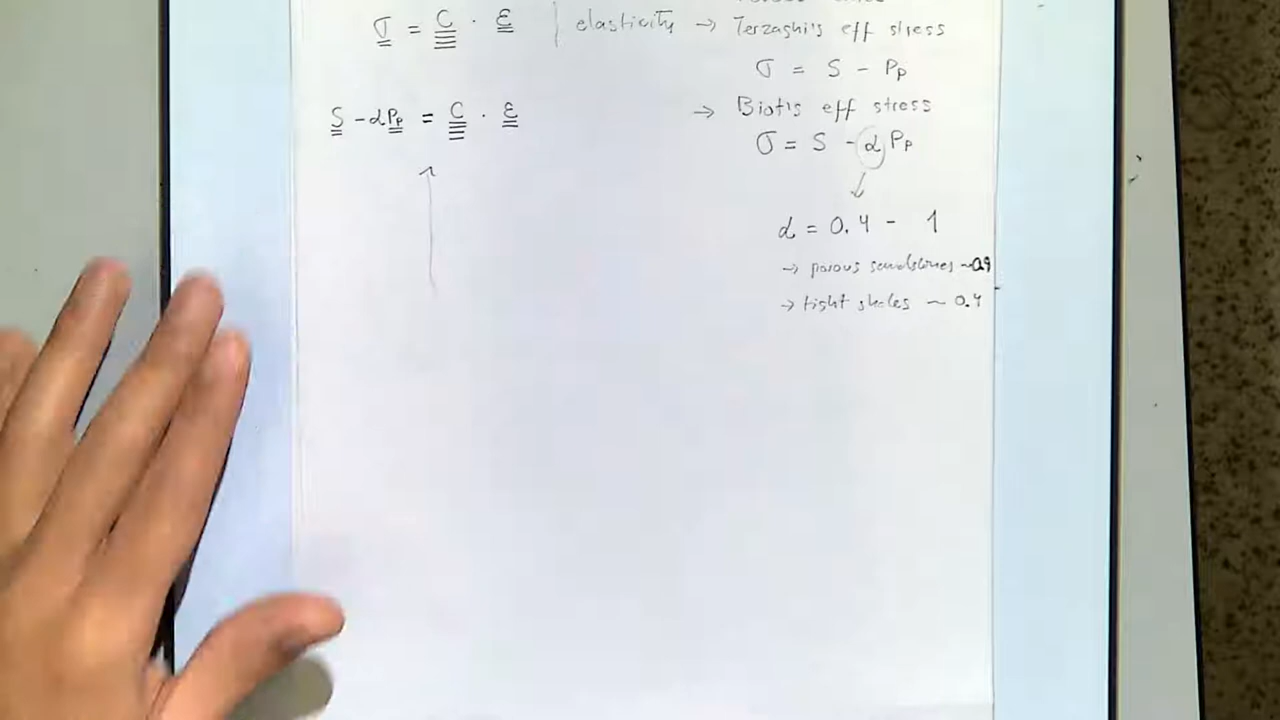 σ = C · ε | elasticity → Terzaghi's eff stress
σ = S - Pp
S - αPp = C · ε
→ Biot's eff stress
σ = S - α Pp
α = 0.4 - 1
→ porous sandstones ~0.9
→ tight shales ~ 0.4